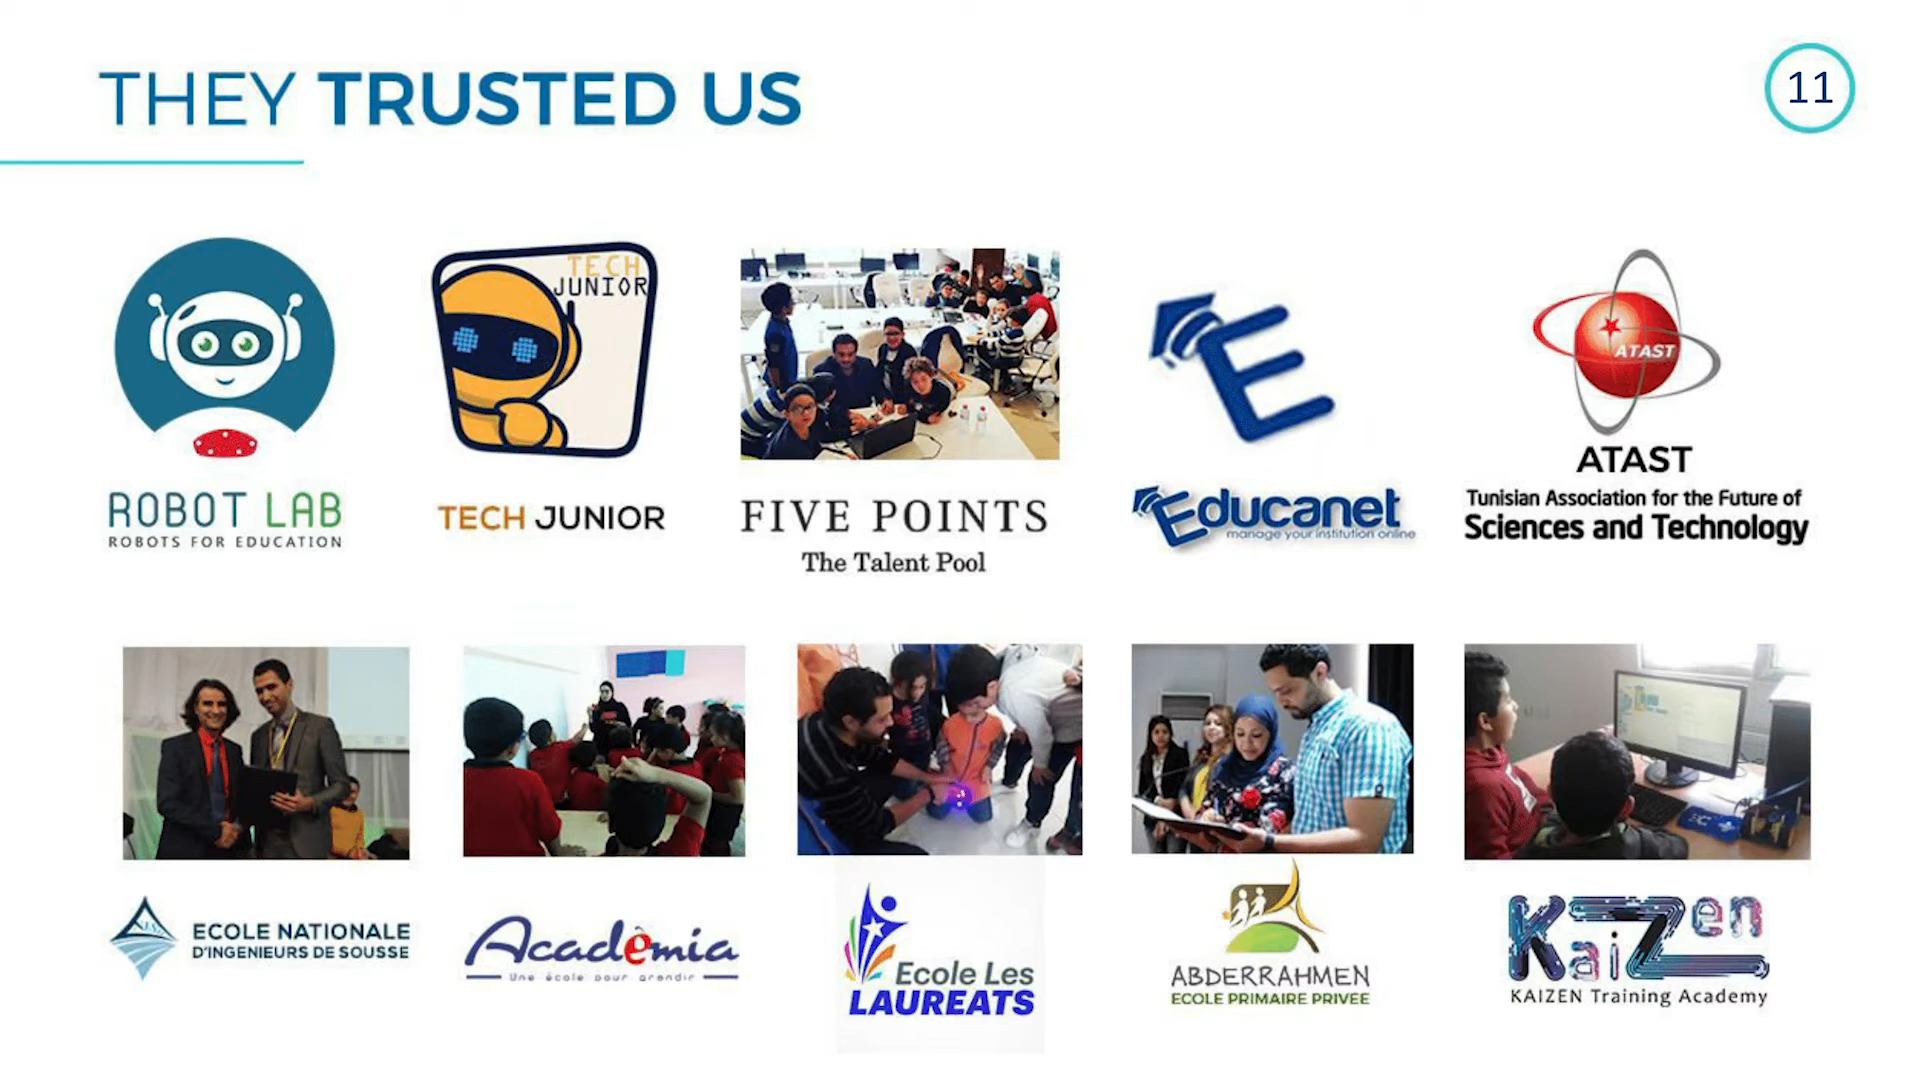 THEY TRUSTED US
11
TECH
JUNIOR
ATAST
ATAST
ROBOT LAB
ROBOTS FOR EDUCATION
TECH JUNIOR
FIVE POINTS
The Talent Pool
Educanet
manage your institution online
Tunisian Association for the Future of
Sciences and Technology
ECOLE NATIONALE
D'INGENIEURS DE SOUSSE
Acadèmia
Une école pour grandir
Ecole Les
LAUREATS
ABDERRAHMEN
ECOLE PRIMAIRE PRIVEE
KaiZen
KAIZEN Training Academy